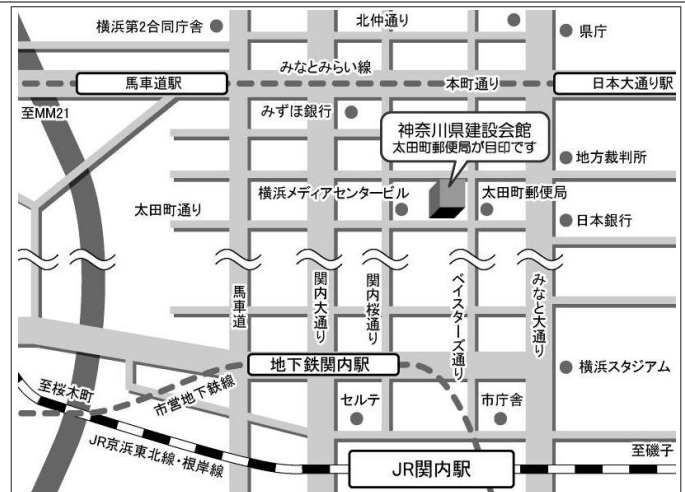 横浜第2合同庁舎
北仲通り
県庁
みなとみらい線
馬車道駅
本町通り
日本大通り駅
至MM21
みずほ銀行
神奈川県建設会館
太田町郵便局が目印です
地方裁判所
横浜メディアセンタービル
太田町郵便局
太田町通り
日本銀行
馬車道
関内大通り
関内桜通り
ベイスターズ通り
みなと大通り
地下鉄関内駅
横浜スタジアム
至桜木町
市営地下鉄線
セルテ
市庁舎
JR京浜東北線・根岸線
至磯子
JR関内駅